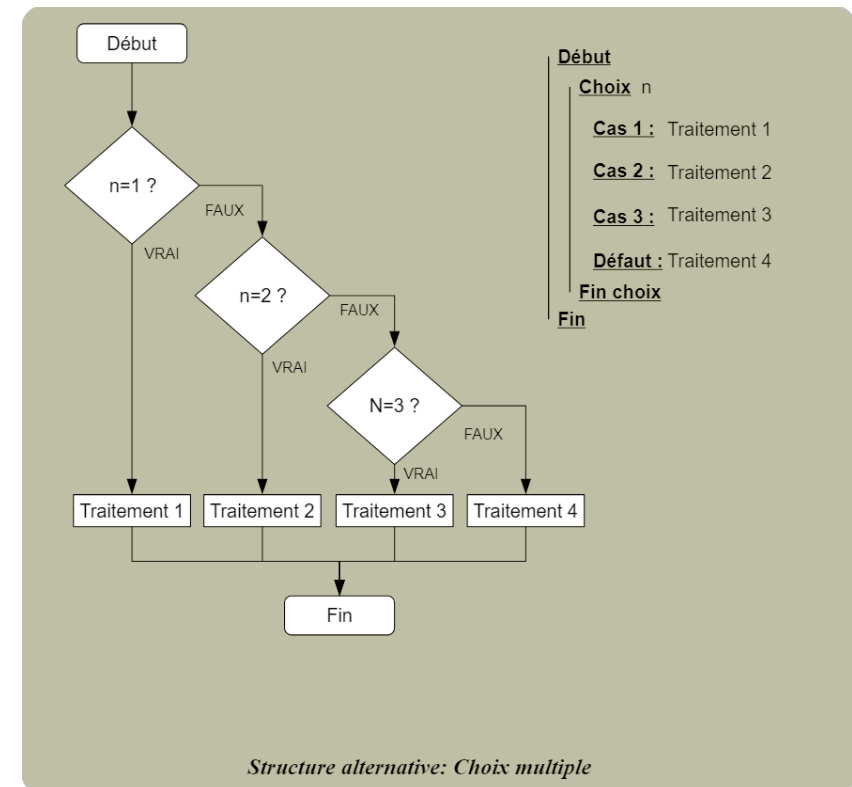 Début
n=1 ?
FAUX
VRAI
n=2 ?
FAUX
VRAI
N=3 ?
FAUX
VRAI
Traitement 1
Traitement 2
Traitement 3
Traitement 4
Fin
Début
Choix n
Cas 1 : Traitement 1
Cas 2 : Traitement 2
Cas 3 : Traitement 3
Défaut : Traitement 4
Fin choix
Fin
Structure alternative: Choix multiple